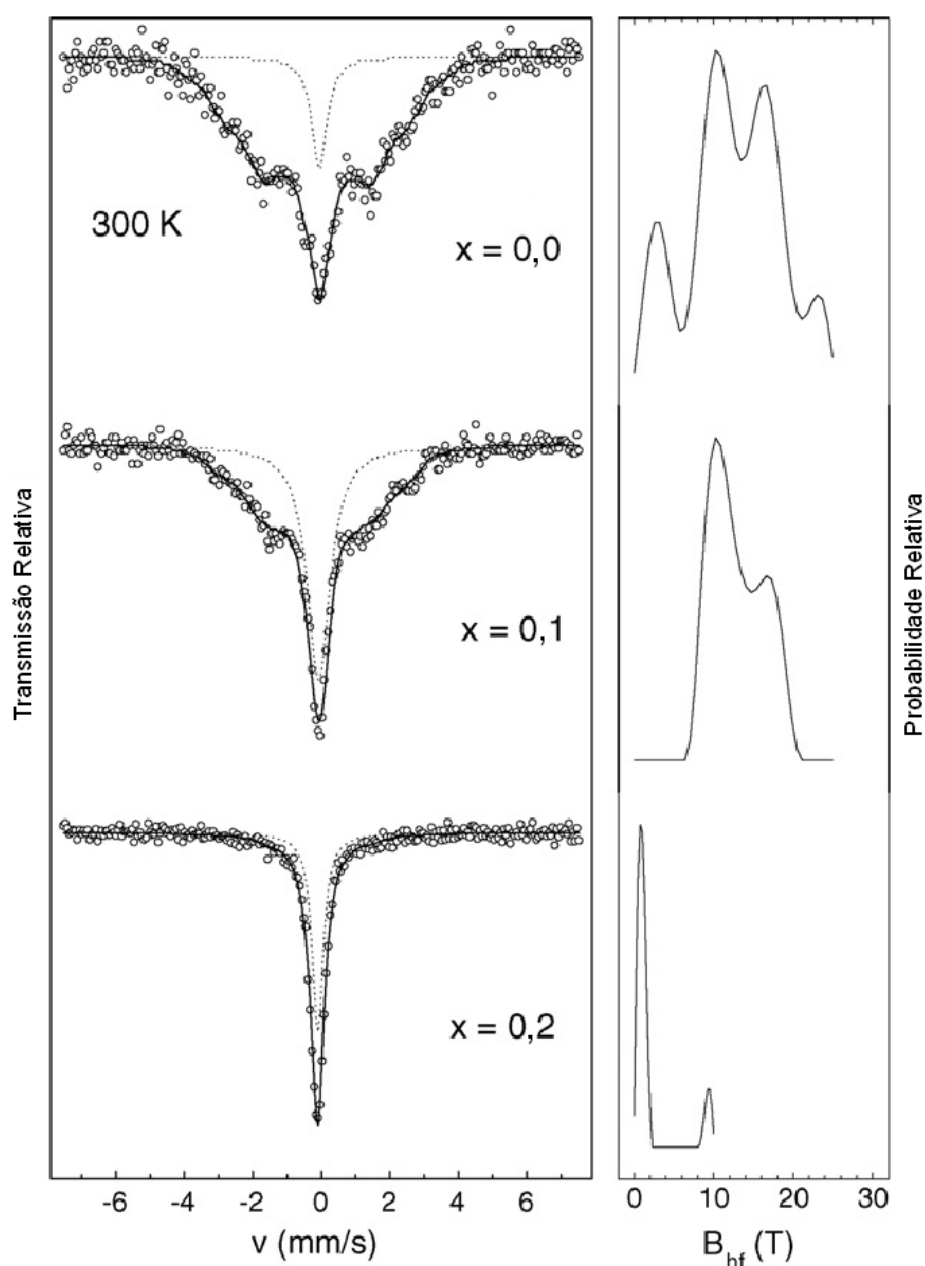 300 K
x = 0,0
x = 0,1
x = 0,2
Transmissão Relativa
Probabilidade Relativa
-6 -4 -2 0 2 4 6
v (mm/s)
0 10 20 30
B_hf (T)